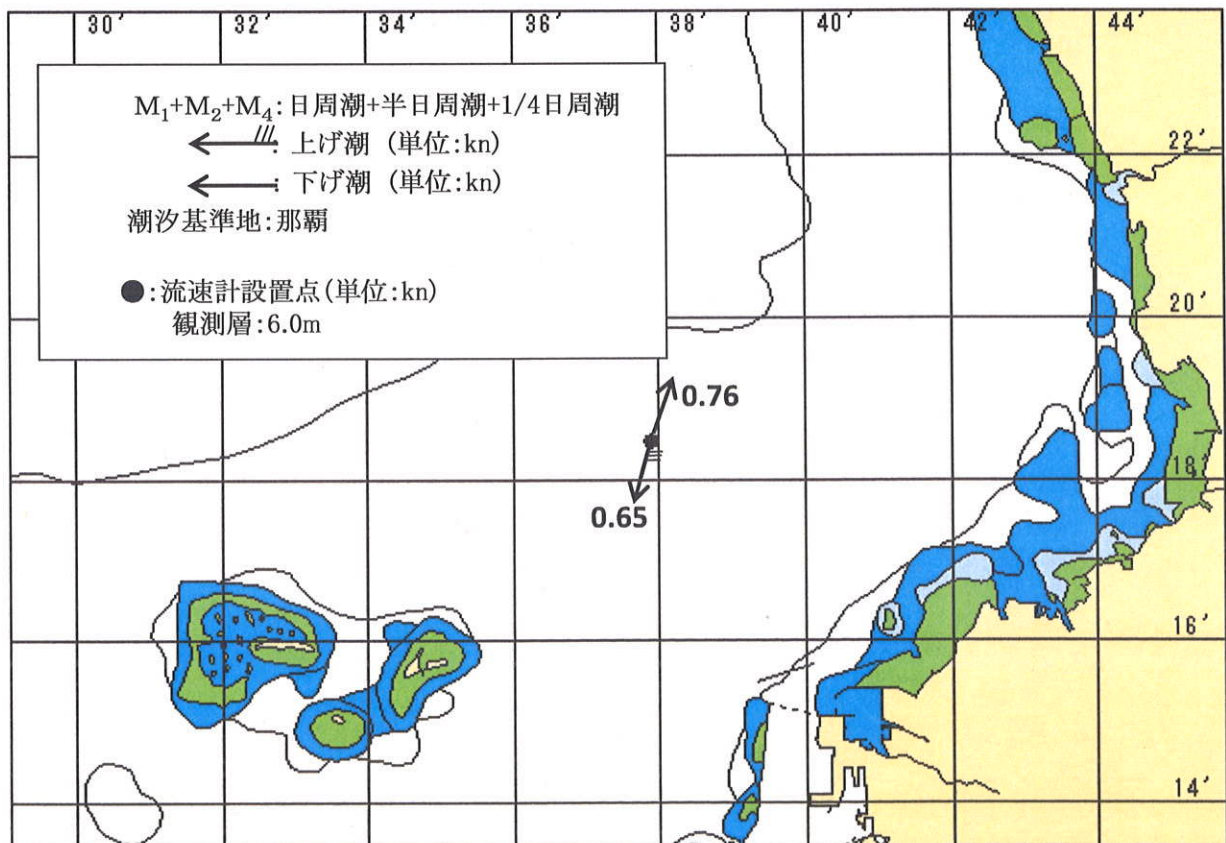 30′ 32′ 34′ 36′ 38′ 40′ 42′ 44′
M₁+M₂+M₄:日周潮+半日周潮+1/4日周潮
: 上げ潮 (単位:kn)
: 下げ潮 (単位:kn)
潮汐基準地:那覇
●:流速計設置点(単位:kn)
観測層:6.0m
22′
20′
0.76
18′
0.65
16′
14′